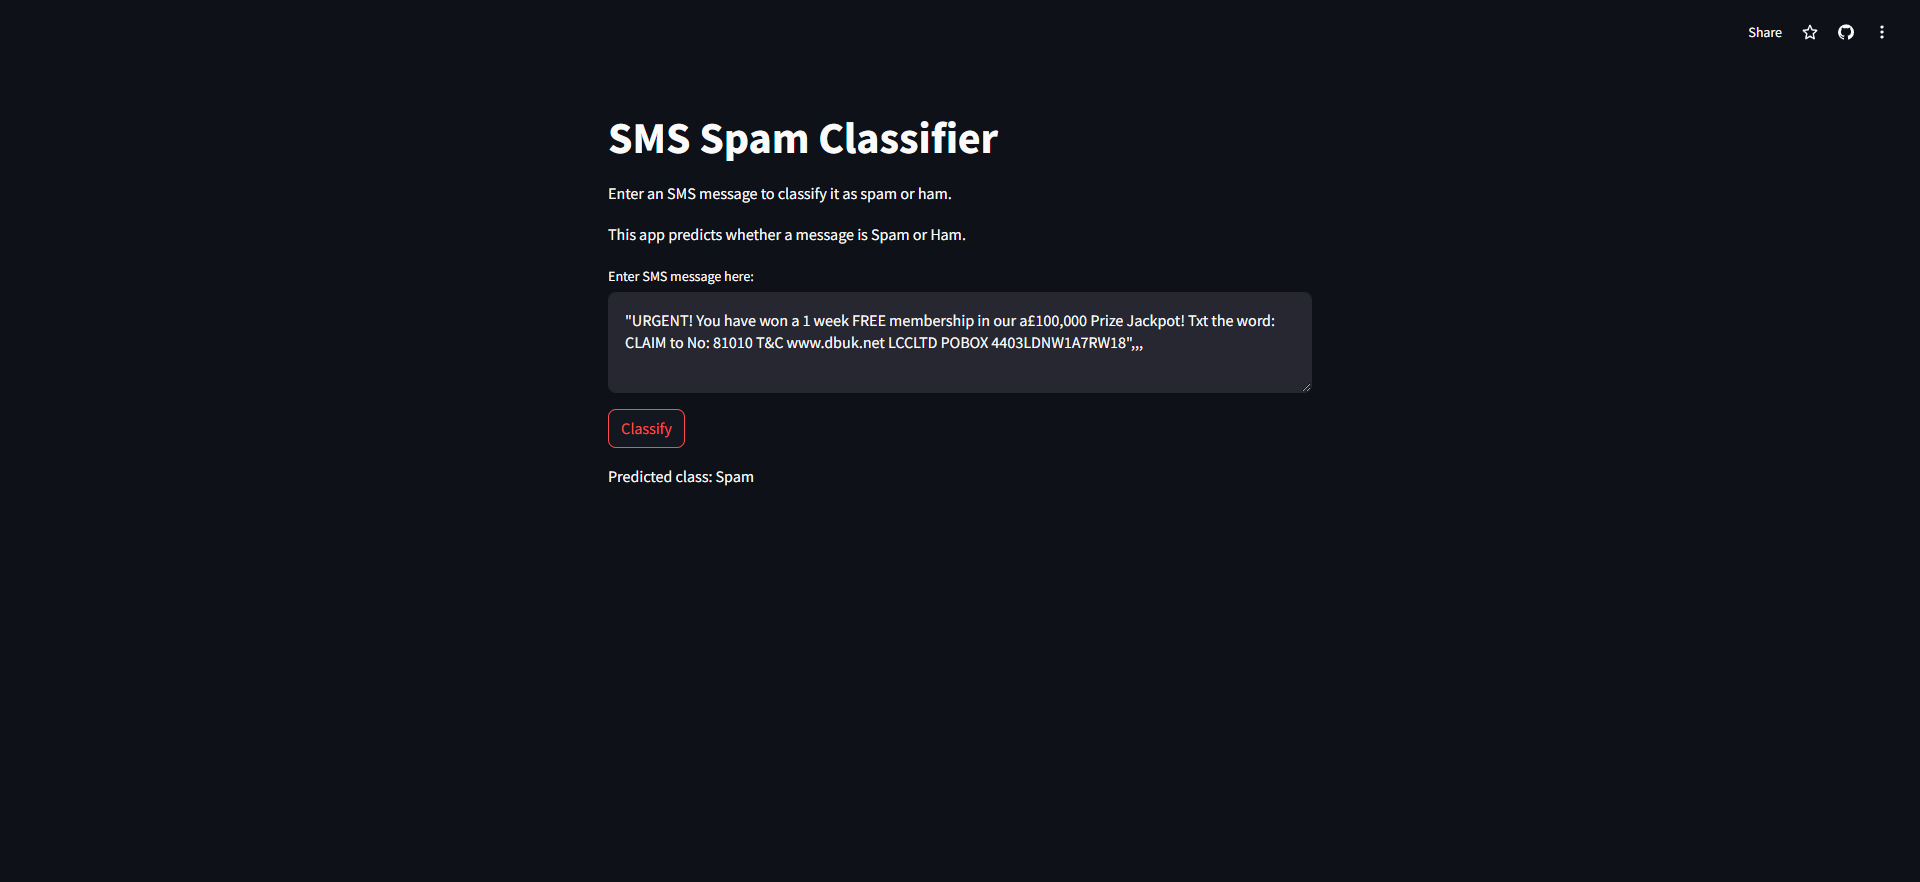 Share
SMS Spam Classifier
Enter an SMS message to classify it as spam or ham.
This app predicts whether a message is Spam or Ham.
Enter SMS message here:
"URGENT! You have won a 1 week FREE membership in our a£100,000 Prize Jackpot! Txt the word:
CLAIM to No: 81010 T&C www.dbuk.net LCCLTD POBOX 4403LDNW1A7RW18",,,
Classify
Predicted class: Spam